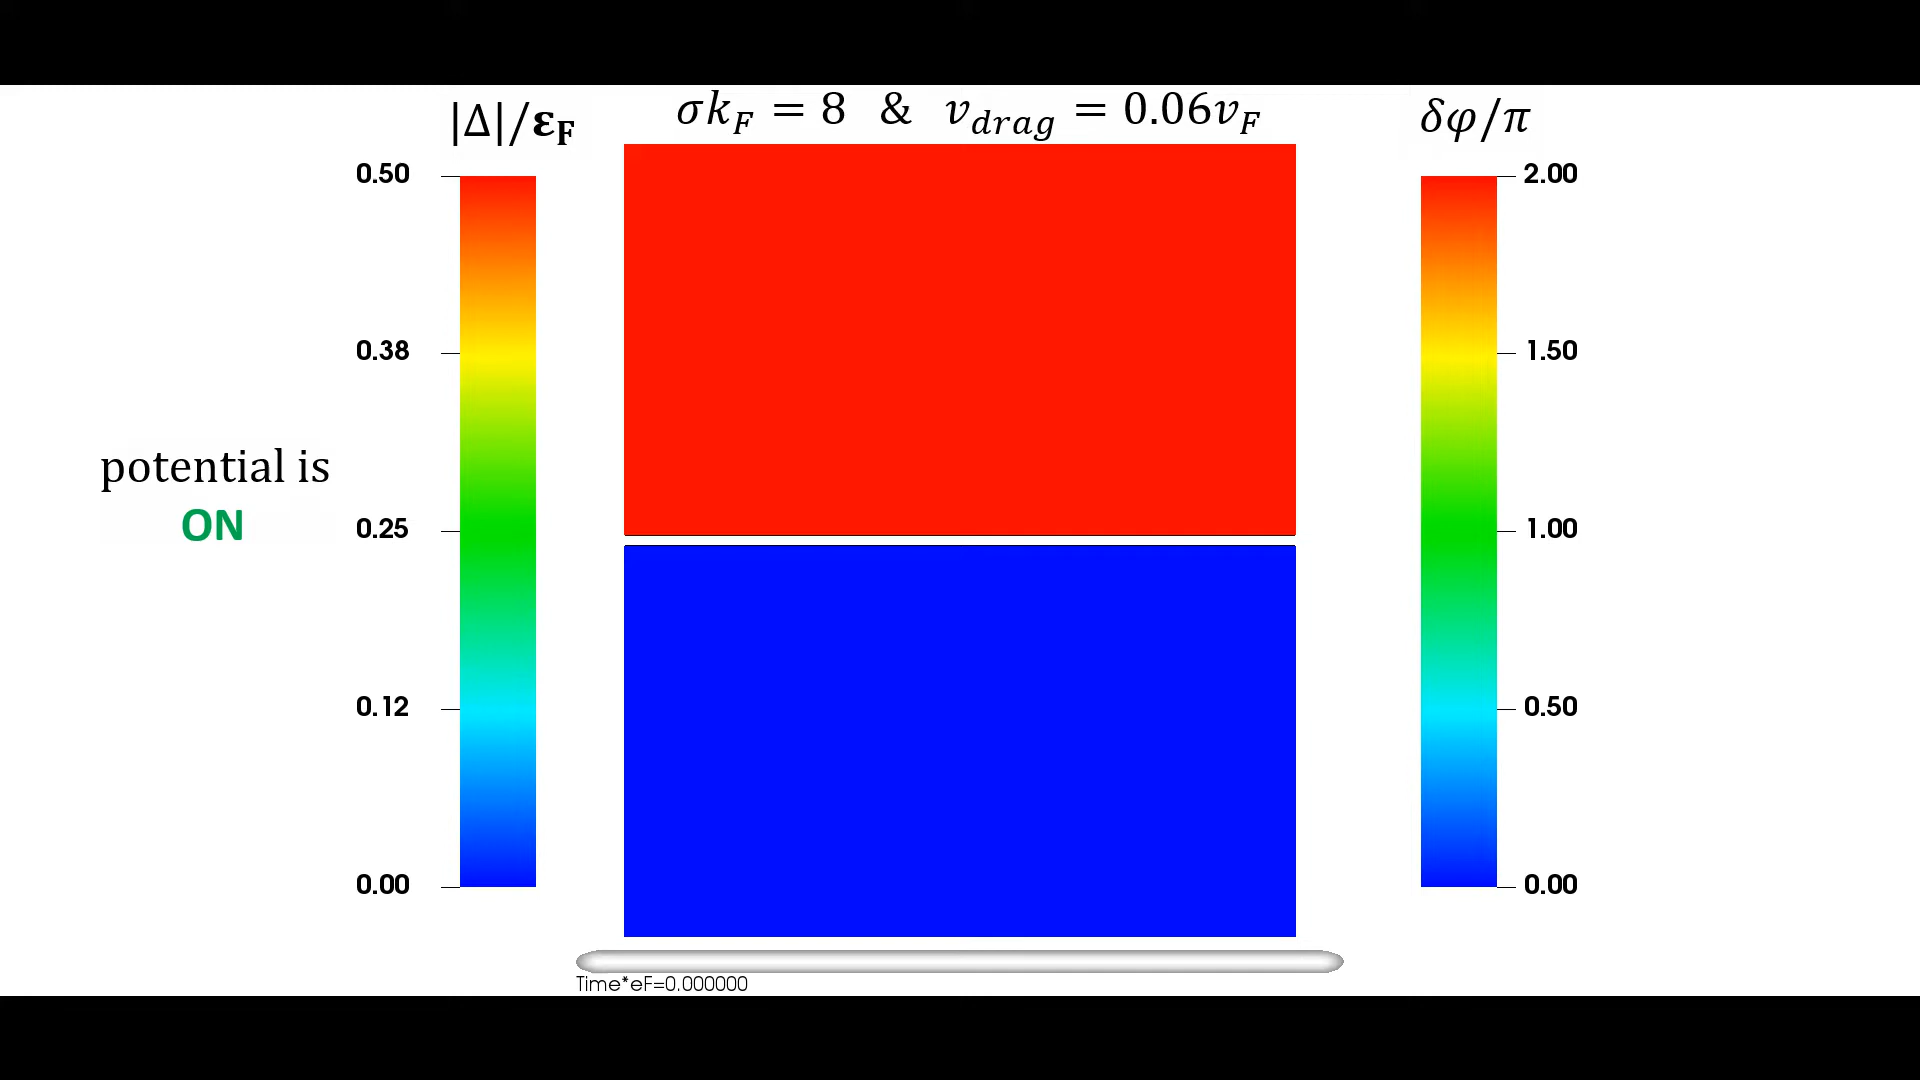 |Δ|/εF
σkF = 8 & vdrag = 0.06vF
δφ/π
0.50
0.38
0.25
0.12
0.00
2.00
1.50
1.00
0.50
0.00
potential is
ON
Time*eF=0.000000